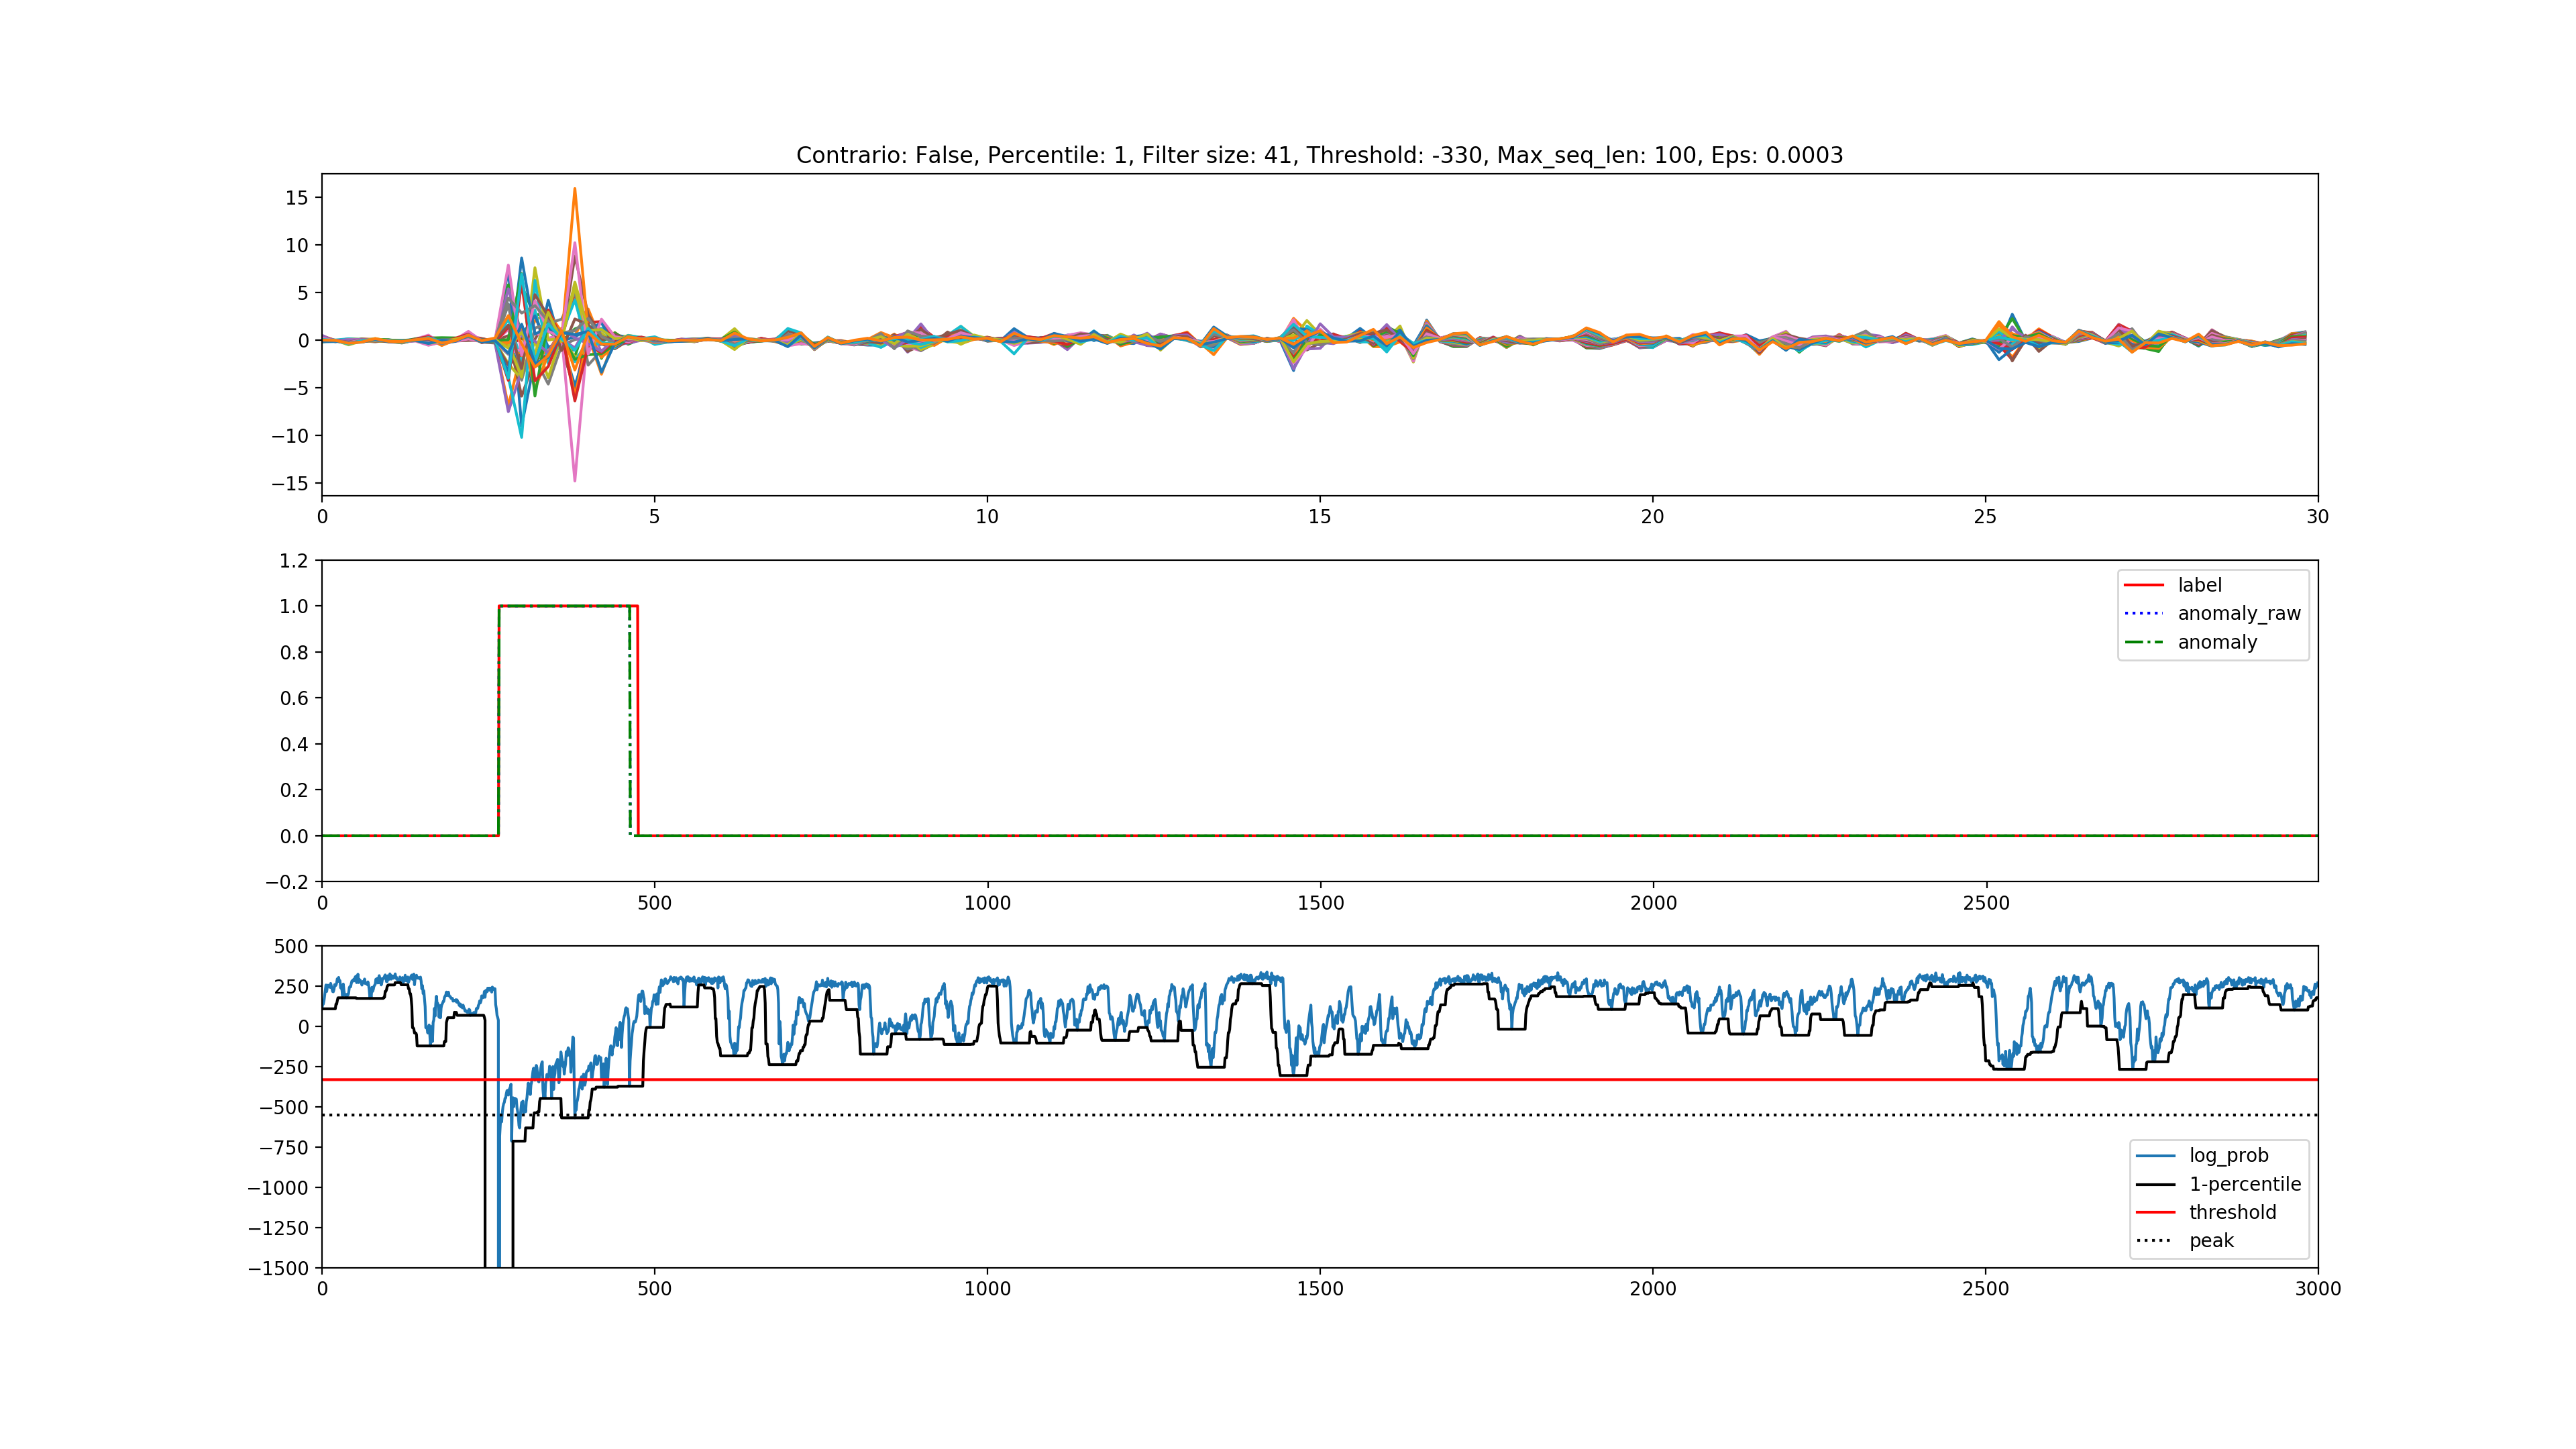 Contrario: False, Percentile: 1, Filter size: 41, Threshold: -330, Max_seq_len: 100, Eps: 0.0003
15
10
5
0
−5
−10
−15
0 5 10 15 20 25 30
1.2
1.0
0.8
0.6
0.4
0.2
0.0
−0.2
label
anomaly_raw
anomaly
0 500 1000 1500 2000 2500
500
250
0
−250
−500
−750
−1000
−1250
−1500
log_prob
1-percentile
threshold
peak
0 500 1000 1500 2000 2500 3000